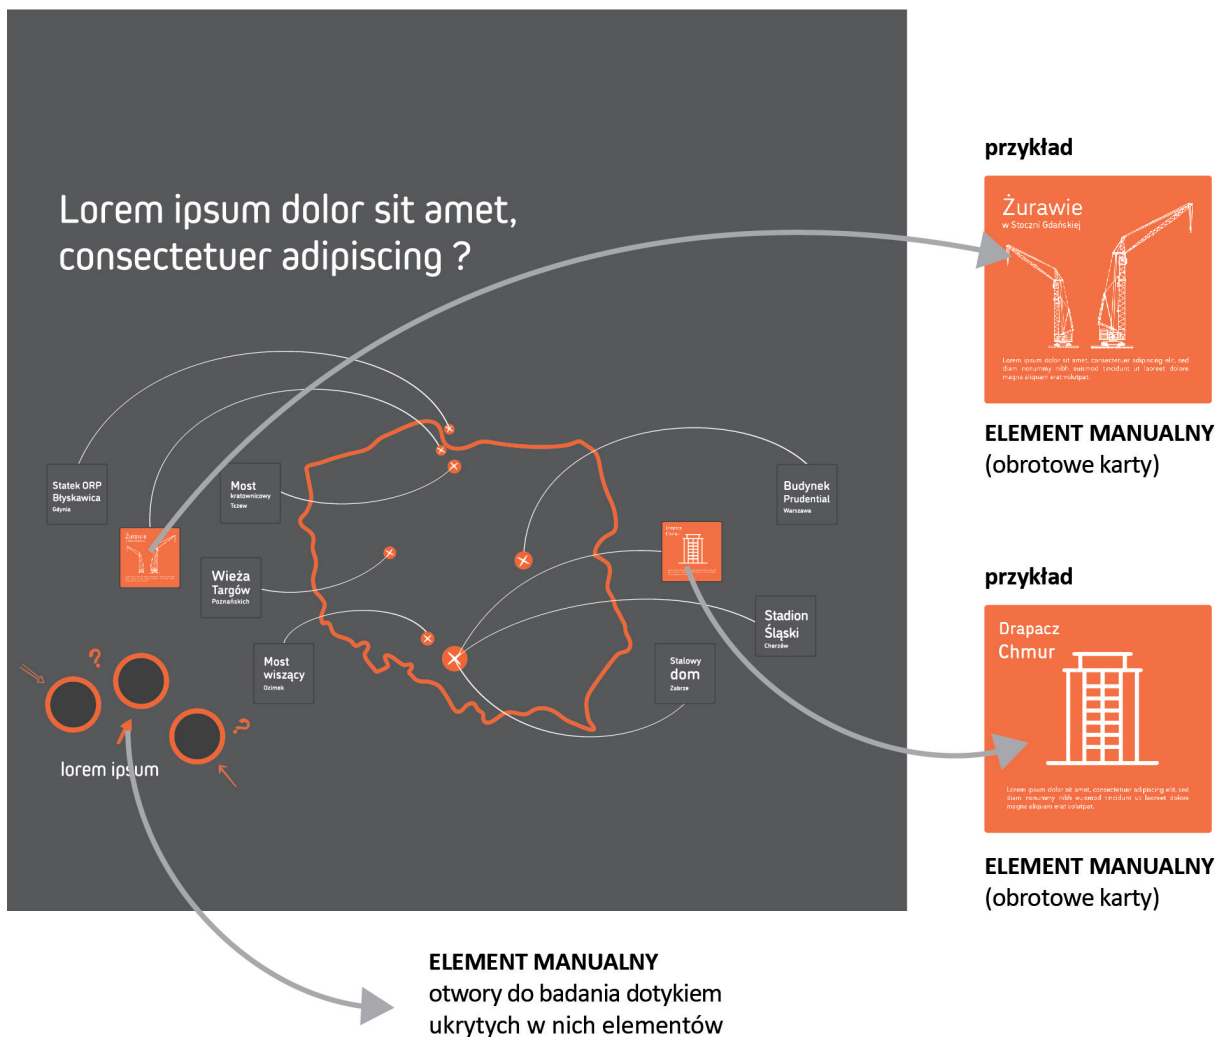 Lorem ipsum dolor sit amet,
consectetuer adipiscing ?
Statek ORP
Błyskawica
Gdynia
Żurawie
Most
kratownicowy
Tczew
Wieża
Targów
Poznańskich
Most
wiszący
Ozimek
Budynek
Prudential
Warszawa
Drapacz
Chmur
Stadion
Śląski
Chorzów
Stalowy
dom
Zabrze
?
?
lorem ipsum
przykład
Żurawie
w Stoczni Gdańskiej
Lorem ipsum dolor sit amet, consectetuer adipiscing elit, sed
diam nonummy nibh euismod tincidunt ut laoreet dolore
magna aliquam erat volutpat.
ELEMENT MANUALNY
(obrotowe karty)
przykład
Drapacz
Chmur
Lorem ipsum dolor sit amet, consectetuer adipiscing elit, sed
diam nonummy nibh euismod tincidunt ut laoreet dolore
magna aliquam erat volutpat.
ELEMENT MANUALNY
(obrotowe karty)
ELEMENT MANUALNY
otwory do badania dotykiem
ukrytych w nich elementów